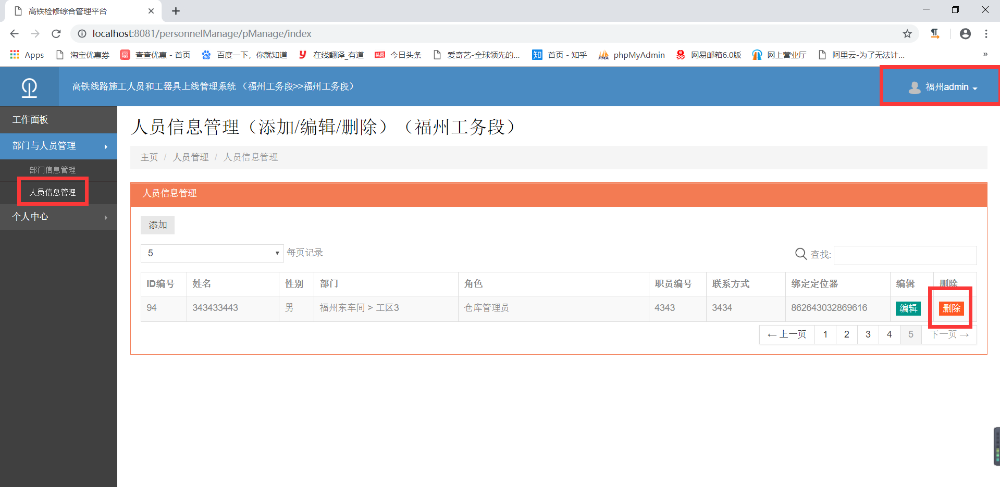 高铁检修综合管理平台
localhost:8081/personnelManage/pManage/index
Apps 淘宝优惠券 惠 查查优惠 - 首页 百度一下，你就知道 y 在线翻译_有道 头条 今日头条 爱奇艺-全球领先的... 知 首页 - 知乎 PMA phpMyAdmin 易 网易邮箱6.0版 网上营业厅 阿里云-为了无法计... »
高铁线路施工人员和工器具上线管理系统 （福州工务段>>福州工务段）
福州admin
工作面板
部门与人员管理
部门信息管理
人员信息管理
个人中心
人员信息管理（添加/编辑/删除）（福州工务段）
主页 / 人员管理 / 人员信息管理
人员信息管理
添加
5 每页记录
查找:
ID编号 姓名 性别 部门 角色 职员编号 联系方式 绑定定位器 编辑 删除
94 343433443 男 福州东车间 > 工区3 仓库管理员 4343 3434 862643032869616 编辑 删除
← 上一页 1 2 3 4 5 下一页 →